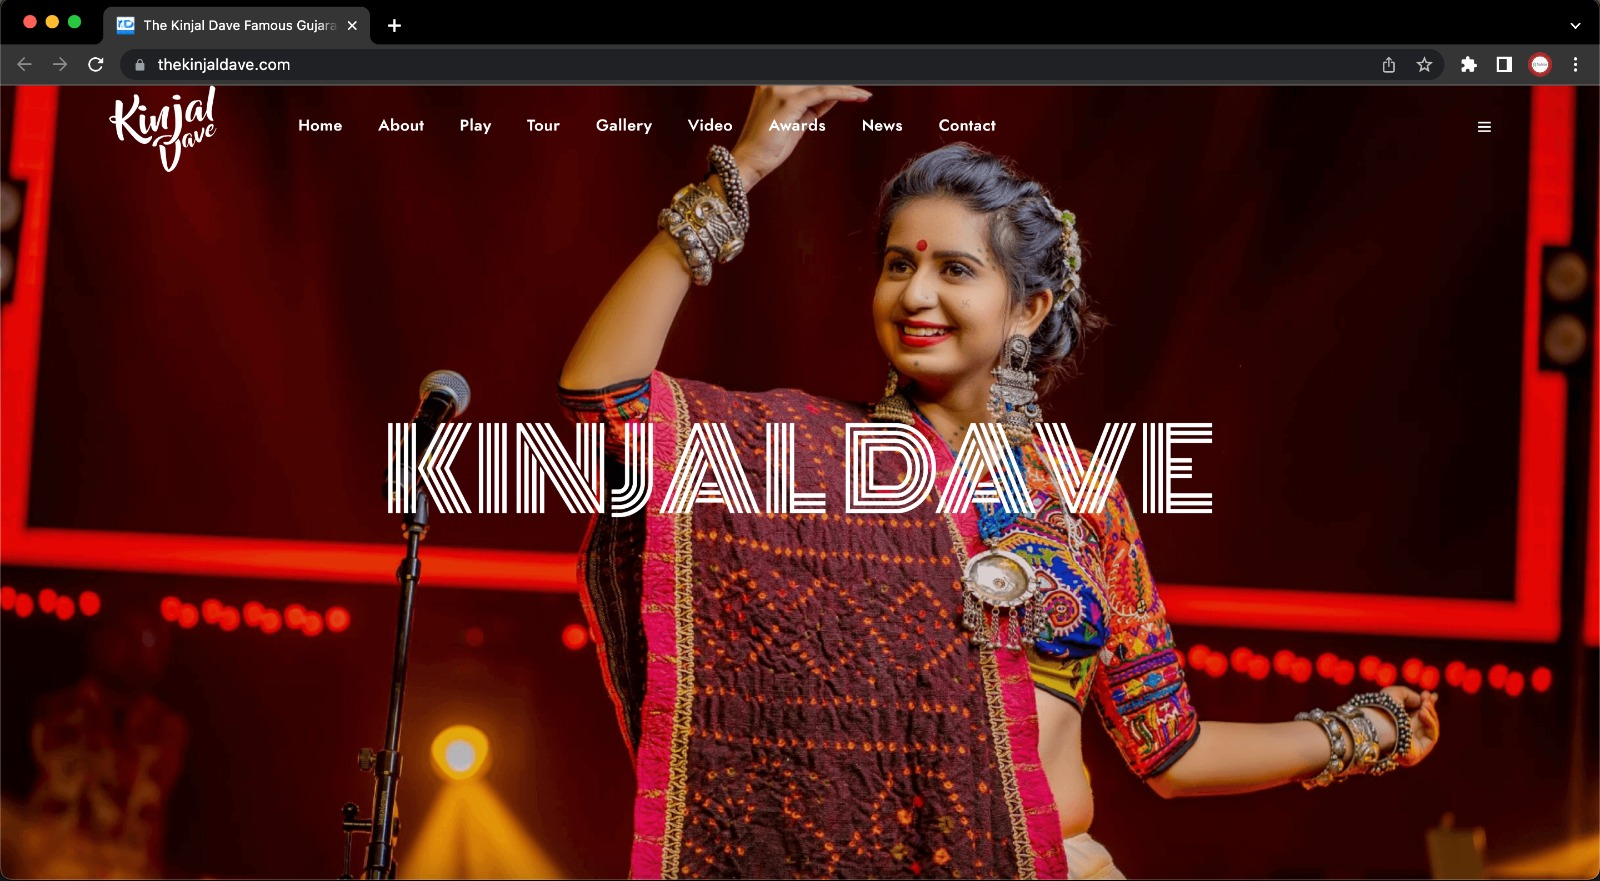 The Kinjal Dave Famous Gujara
thekinjaldave.com
Kinjal
Dave
Home About Play Tour Gallery Video Awards News Contact
KINJAL DAVE